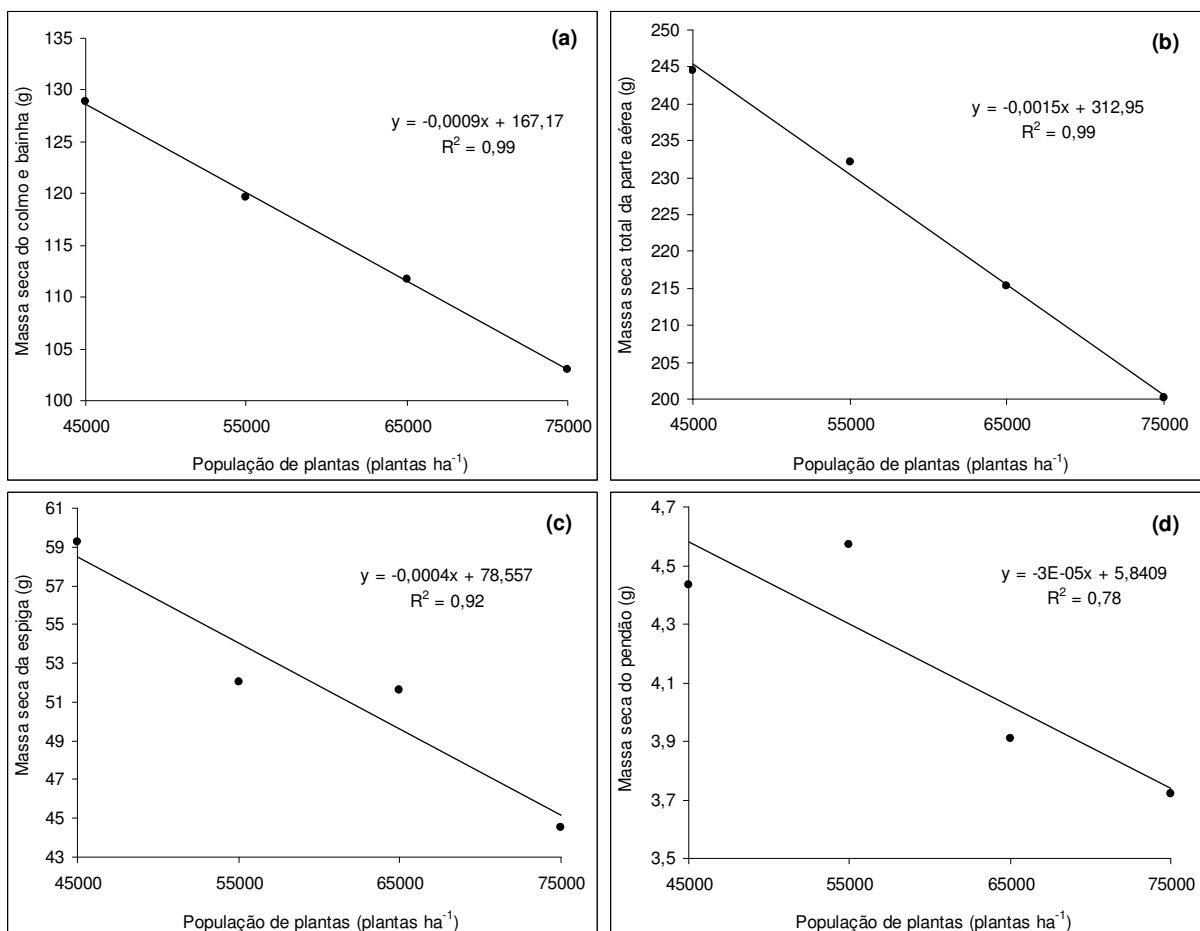 (a)
Massa seca do colmo e bainha (g)
135
130
125
120
115
110
105
100
y = -0,0009x + 167,17
R² = 0,99
45000 55000 65000 75000
População de plantas (plantas ha⁻¹)
(b)
Massa seca total da parte aérea (g)
250
245
240
235
230
225
220
215
210
205
200
y = -0,0015x + 312,95
R² = 0,99
45000 55000 65000 75000
População de plantas (plantas ha⁻¹)
(c)
Massa seca da espiga (g)
61
59
57
55
53
51
49
47
45
43
y = -0,0004x + 78,557
R² = 0,92
45000 55000 65000 75000
População de plantas (plantas ha⁻¹)
(d)
Massa seca do pendão (g)
4,7
4,5
4,3
4,1
3,9
3,7
3,5
y = -3E-05x + 5,8409
R² = 0,78
45000 55000 65000 75000
População de plantas (plantas ha⁻¹)